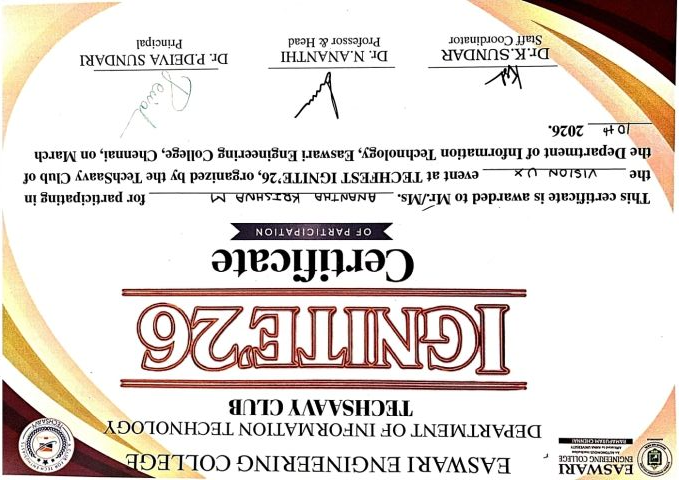 EASWARI
ENGINEERING COLLEGE
RAMAPURAM CHENNAI
EASWARI ENGINEERING COLLEGE
DEPARTMENT OF INFORMATION TECHNOLOGY
TECHSAAVY CLUB
IGNITE'26
Certificate
OF PARTICIPATION
This certificate is awarded to Mr./Ms. ANANTHA KRISHNA M for participating in
the VISION UX event at TECHFEST IGNITE'26, organized by the TechSaavy Club of
the Department of Information Technology, Easwari Engineering College, Chennai, on March
10th 2026.
Dr.K.SUNDAR
Staff Coordinator
Dr. N.ANANTHI
Professor & Head
Dr. P.DEIVA SUNDARI
Principal